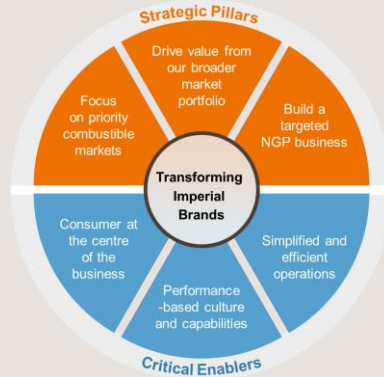 Strategic Pillars
Drive value from
our broader
market
portfolio
Focus
on priority
combustible
markets
Build a
targeted
NGP business
Transforming
Imperial
Brands
Consumer at
the centre
of the
business
Simplified and
efficient
operations
Performance
-based culture
and capabilities
Critical Enablers